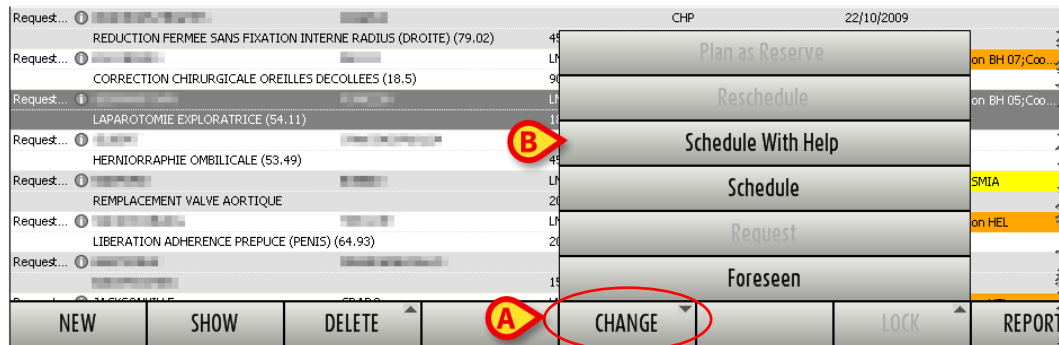 Request... CHP 22/10/2009
REDUCTION FERMEE SANS FIXATION INTERNE RADIUS (DROITE) (79.02) 45
Plan as Reserve
Request... LM on BH 07;Coo...
CORRECTION CHIRURGICALE OREILLES DECOLLEES (18.5) 90
Reschedule
Request... LM on BH 05;Coo...
LAPAROTOMIE EXPLORATRICE (54.11) 18
B Schedule With Help
Request...
HERNIORRAPHIE OMBILICALE (53.49) 45
Schedule
Request... LM SMIA
REMPLACEMENT VALVE AORTIQUE 20
Request
Request... LM on HEL
LIBERATION ADHERENCE PREPUCE (PENIS) (64.93) 20
Request...
Foreseen
15
NEW SHOW DELETE A CHANGE LOCK REPORT